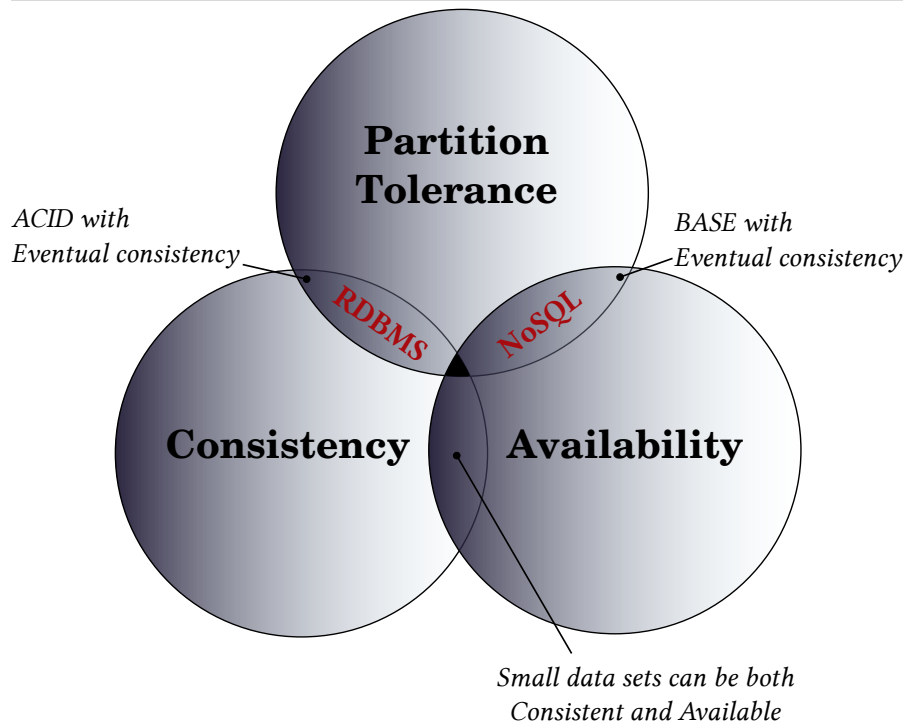 Partition
Tolerance
ACID with
Eventual consistency
BASE with
Eventual consistency
RDBMS
NoSQL
Consistency
Availability
Small data sets can be both
Consistent and Available